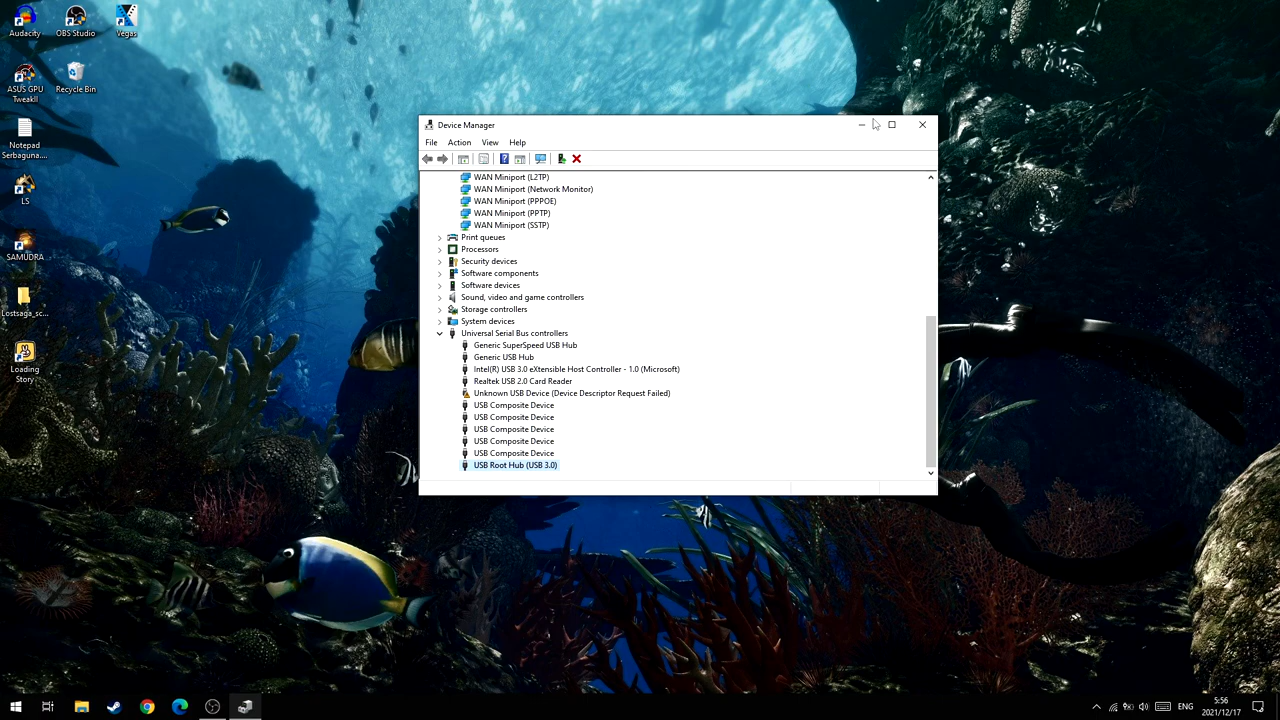 Audacity
OBS Studio
Vegas
ASUS GPU
TweakII
Recycle Bin
Notepad
Serbaguna....
LS
SAMUDRA
Lostsaga_sc...
Loading
Story
Device Manager
File Action View Help
WAN Miniport (L2TP)
WAN Miniport (Network Monitor)
WAN Miniport (PPPOE)
WAN Miniport (PPTP)
WAN Miniport (SSTP)
Print queues
Processors
Security devices
Software components
Software devices
Sound, video and game controllers
Storage controllers
System devices
Universal Serial Bus controllers
Generic SuperSpeed USB Hub
Generic USB Hub
Intel(R) USB 3.0 eXtensible Host Controller - 1.0 (Microsoft)
Realtek USB 2.0 Card Reader
Unknown USB Device (Device Descriptor Request Failed)
USB Composite Device
USB Composite Device
USB Composite Device
USB Composite Device
USB Composite Device
USB Root Hub (USB 3.0)
ENG
5:56
2021/12/17